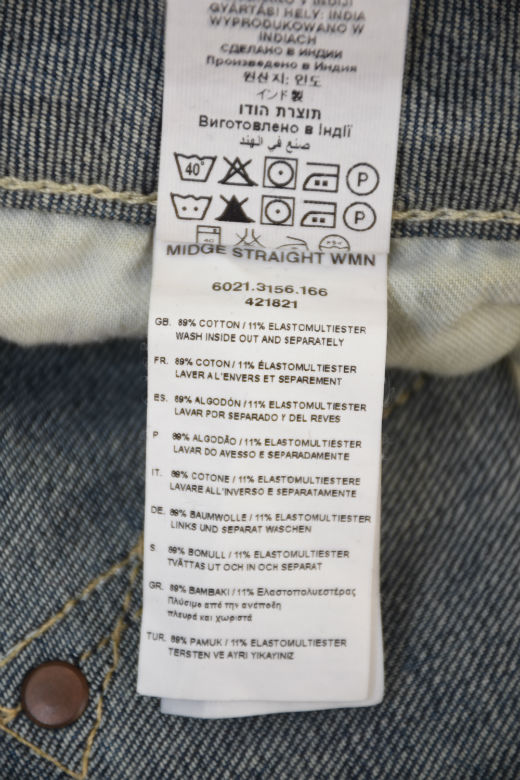 GYÁRTÁSI HELY: INDIA
WYPRODUKOWANO W
INDIACH
СДЕЛАНО В ИНДИИ
Произведено в Индия
원산지: 인도
インド製
תוצרת הודו
Виготовлено в Індії
صنع في الهند
40° P
P
40
MIDGE STRAIGHT WMN
6021.3156.166
421821
GB. 89% COTTON / 11% ELASTOMULTIESTER
WASH INSIDE OUT AND SEPARATELY
FR. 89% COTON / 11% ÉLASTOMULTIESTER
LAVER A L'ENVERS ET SEPAREMENT
ES. 89% ALGODÓN / 11% ELASTOMULTIESTER
LAVAR POR SEPARADO Y DEL REVES
P 89% ALGODÃO / 11% ELASTOMULTIESTER
LAVAR DO AVESSO E SEPARADAMENTE
IT. 89% COTONE / 11% ELASTOMULTIESTERE
LAVARE ALL'INVERSO E SEPARATAMENTE
DE. 89% BAUMWOLLE / 11% ELASTOMULTIESTER
LINKS UND SEPARAT WASCHEN
S 89% BOMULL / 11% ELASTOMULTIESTER
TVÄTTAS UT OCH IN OCH SEPARAT
GR. 89% BAMBAKI / 11% Ελαστοπολυεστέρας
Πλύσιμο από την ανάποδη
πλευρά και χωριστά
TUR. 89% PAMUK / 11% ELASTOMULTIESTER
TERSTEN VE AYRI YIKAYINIZ